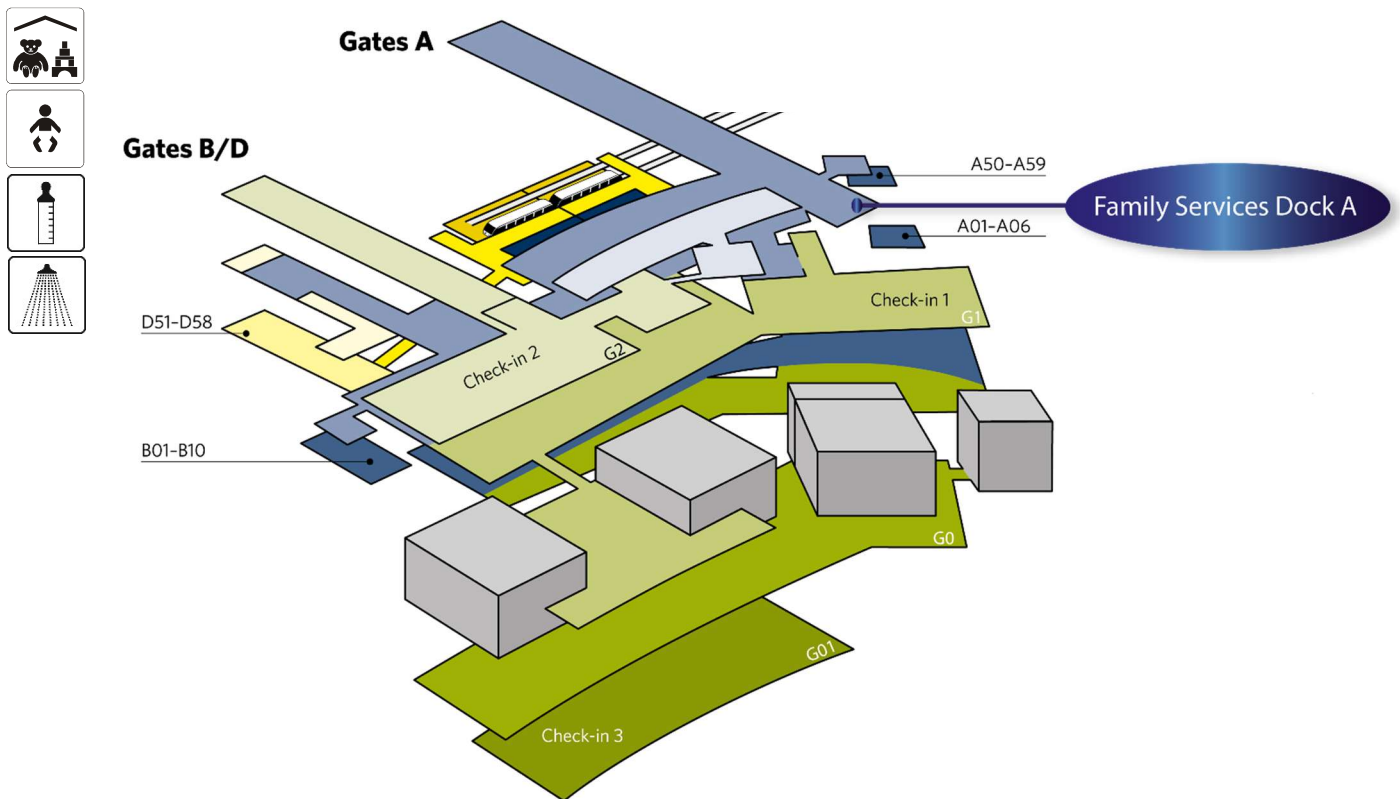 Gates A
Gates B/D
A50–A59
Family Services Dock A
A01–A06
Check-in 1
G1
D51–D58
G2
Check-in 2
B01–B10
G0
G01
Check-in 3